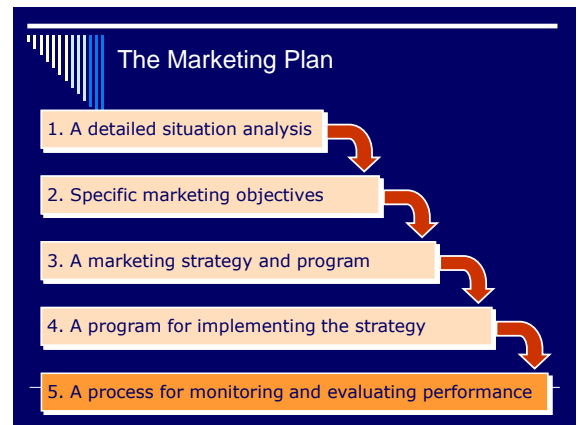 The Marketing Plan
1. A detailed situation analysis
2. Specific marketing objectives
3. A marketing strategy and program
4. A program for implementing the strategy
5. A process for monitoring and evaluating performance